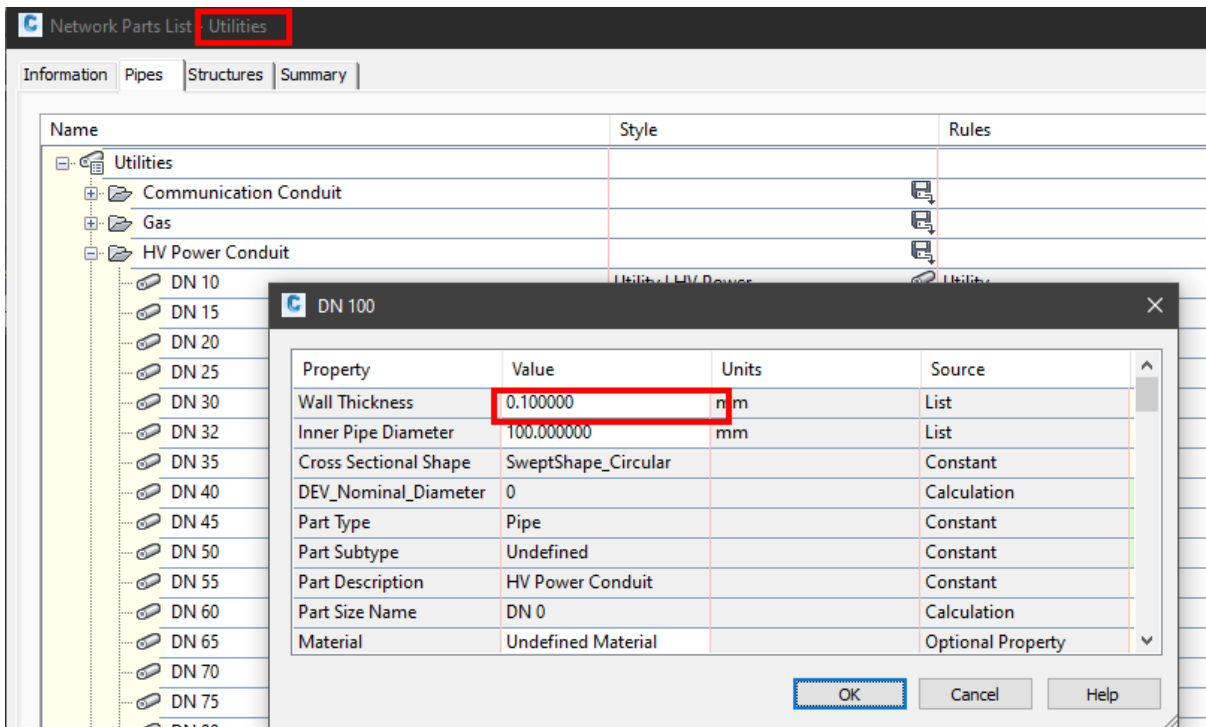 Network Parts List - Utilities
Information Pipes Structures Summary
Name Style Rules
Utilities
Communication Conduit
Gas
HV Power Conduit
DN 10 Utility HV Power Utility
DN 15
DN 20
DN 25
DN 30
DN 32
DN 35
DN 40
DN 45
DN 50
DN 55
DN 60
DN 65
DN 70
DN 75
DN 100
Property Value Units Source
Wall Thickness 0.100000 mm List
Inner Pipe Diameter 100.000000 mm List
Cross Sectional Shape SweptShape_Circular Constant
DEV_Nominal_Diameter 0 Calculation
Part Type Pipe Constant
Part Subtype Undefined Constant
Part Description HV Power Conduit Constant
Part Size Name DN 0 Calculation
Material Undefined Material Optional Property
OK Cancel Help